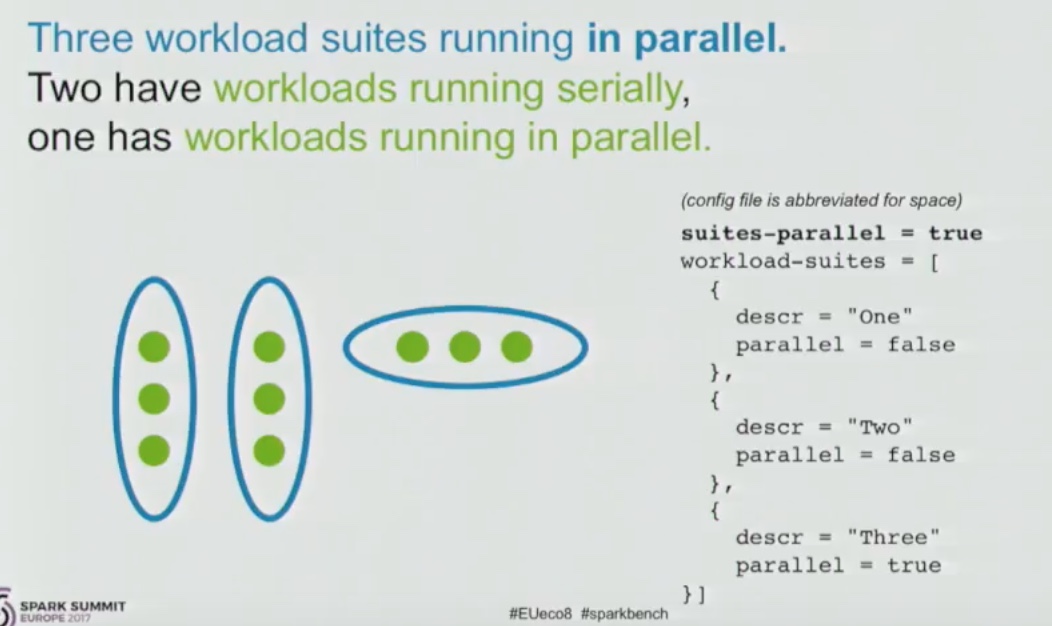 Three workload suites running in parallel.
Two have workloads running serially,
one has workloads running in parallel.
(config file is abbreviated for space)
suites-parallel = true
workload-suites = [
{
descr = "One"
parallel = false
},
{
descr = "Two"
parallel = false
},
{
descr = "Three"
parallel = true
}]
SPARK SUMMIT
EUROPE 2017
#EUeco8 #sparkbench